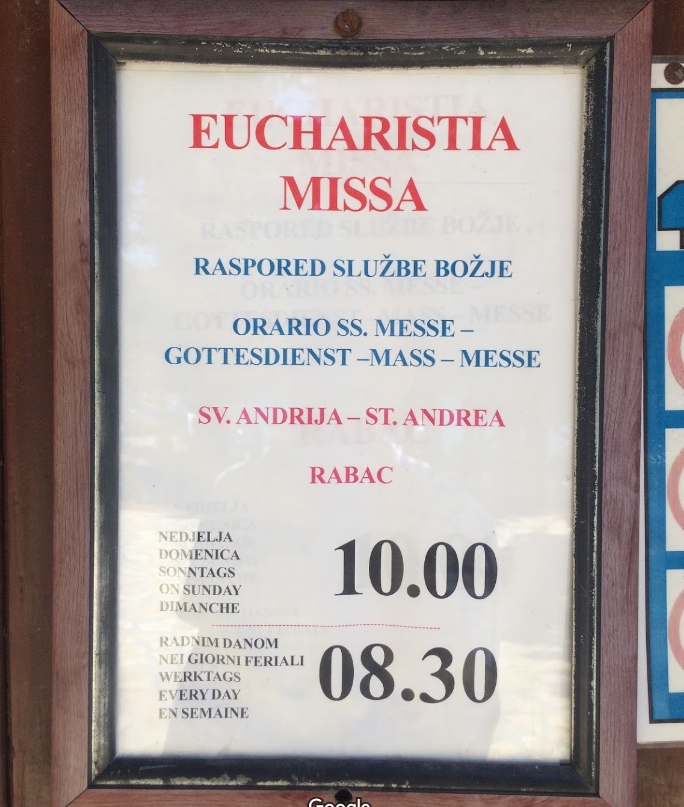 EUCHARISTIA
MISSA
RASPORED SLUŽBE BOŽJE
ORARIO SS. MESSE –
GOTTESDIENST –MASS – MESSE
SV. ANDRIJA – ST. ANDREA
RABAC
NEDJELJA
DOMENICA
SONNTAGS
ON SUNDAY
DIMANCHE
10.00
RADNIM DANOM
NEI GIORNI FERIALI
WERKTAGS
EVERY DAY
EN SEMAINE
08.30
Google